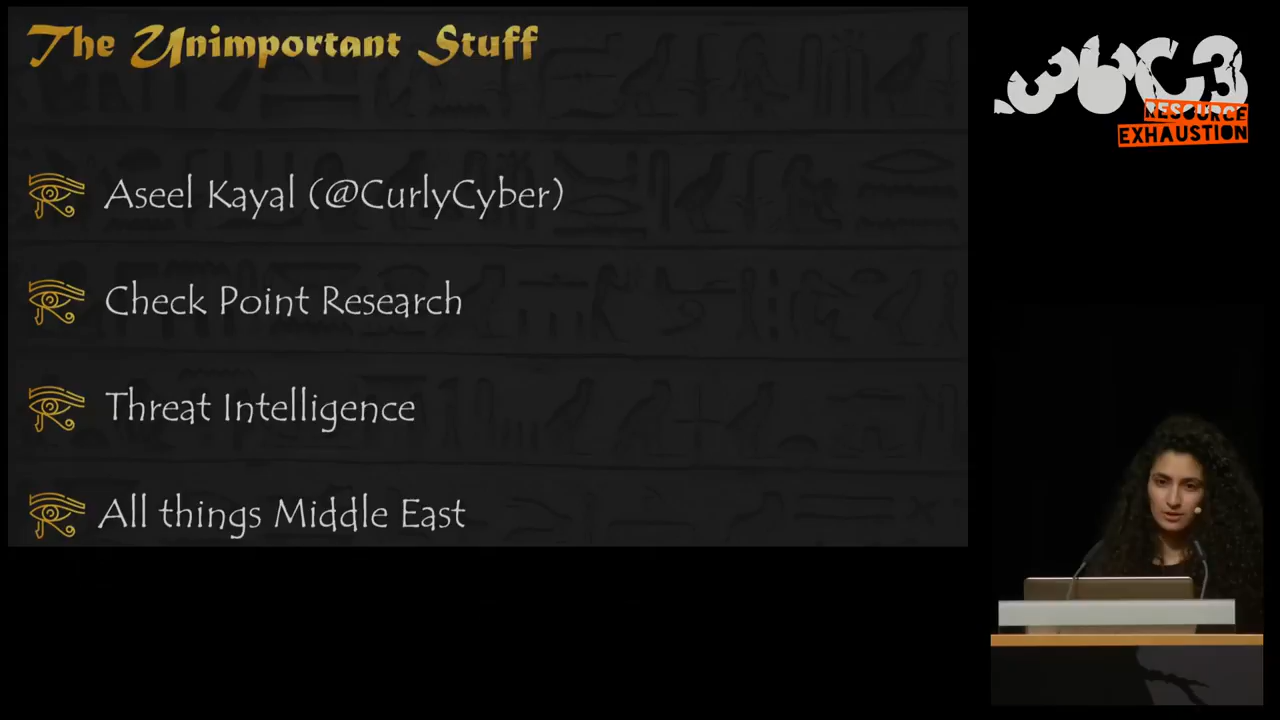 The Unimportant Stuff
Aseel Kayal (@CurlyCyber)
Check Point Research
Threat Intelligence
All things Middle East
36C3
RESOURCE
EXHAUSTION